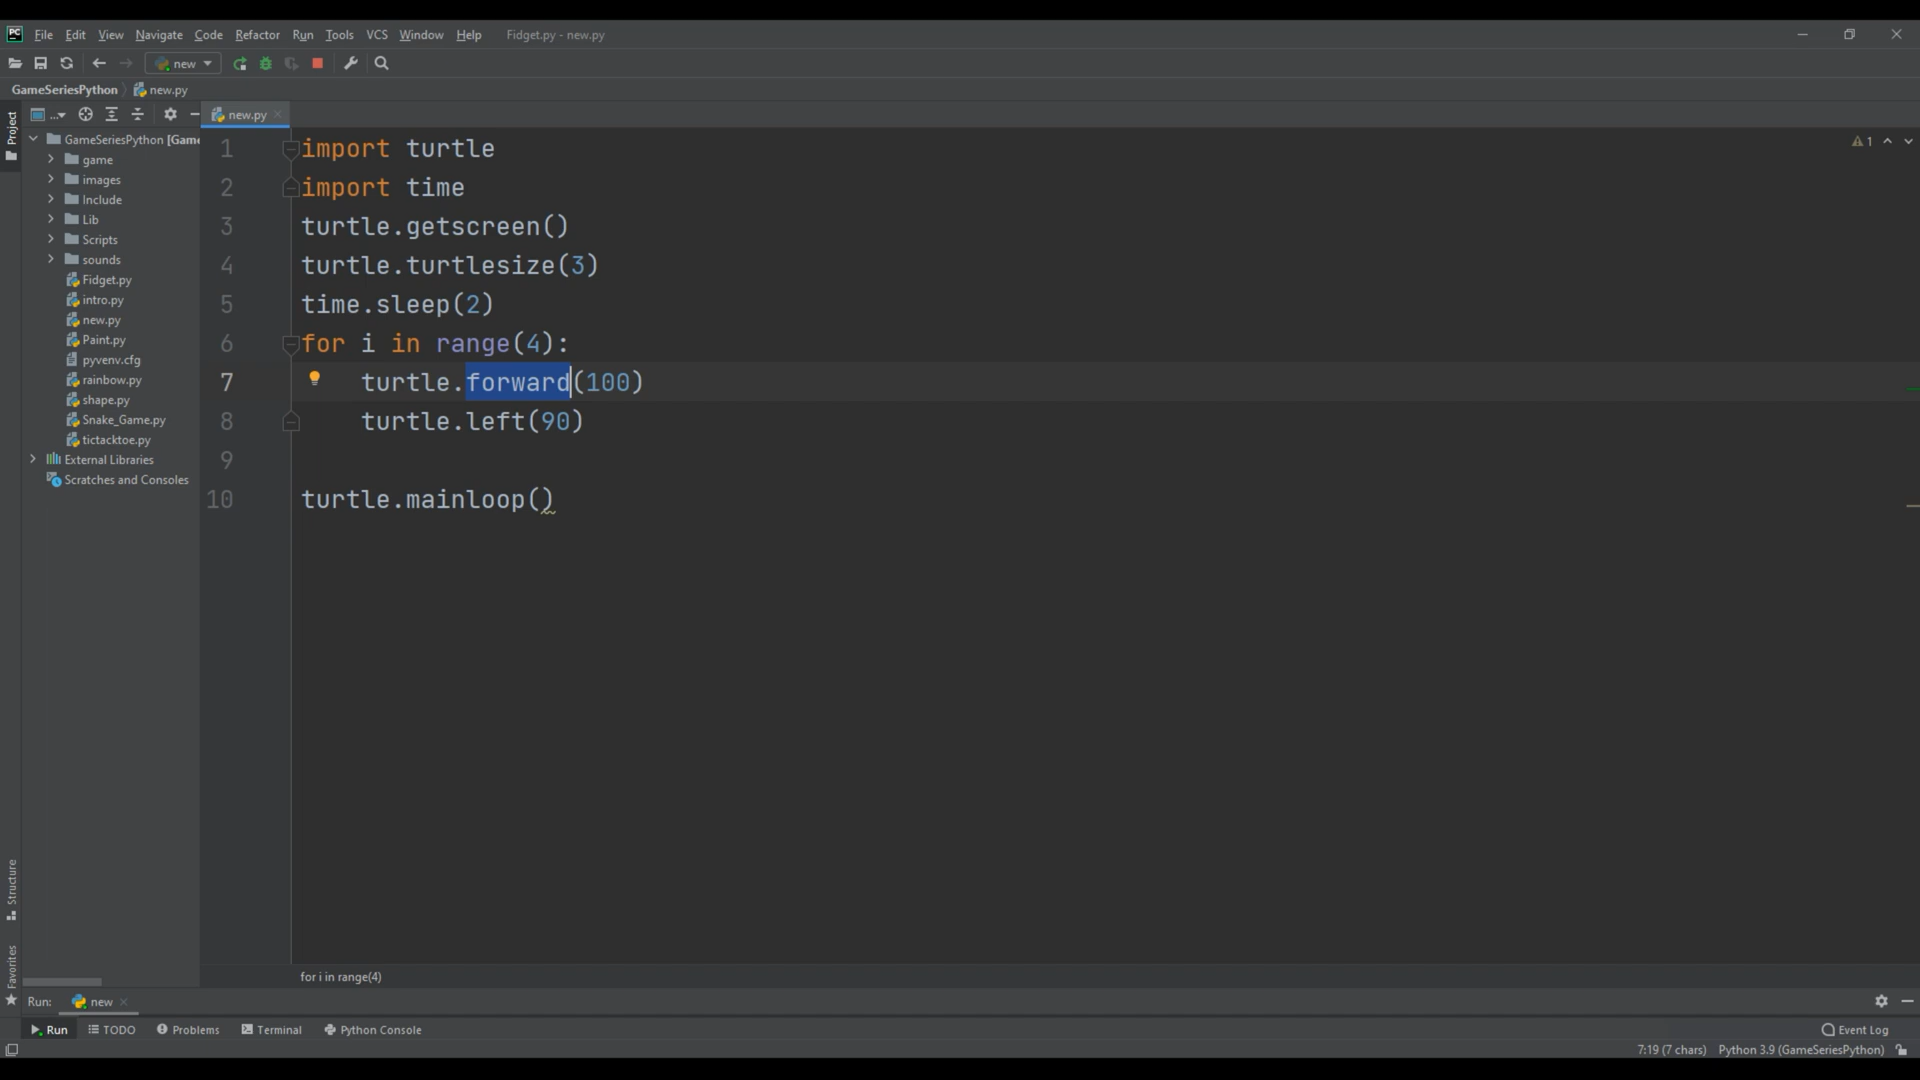 PC File Edit View Navigate Code Refactor Run Tools VCS Window Help Fidget.py - new.py
new
GameSeriesPython new.py
Project
... new.py
GameSeriesPython [Game
game
images
Include
Lib
Scripts
sounds
Fidget.py
intro.py
new.py
Paint.py
pyvenv.cfg
rainbow.py
shape.py
Snake_Game.py
tictacktoe.py
External Libraries
Scratches and Consoles
1 import turtle
2 import time
3 turtle.getscreen()
4 turtle.turtlesize(3)
5 time.sleep(2)
6 for i in range(4):
7 turtle.forward(100)
8 turtle.left(90)
9
10 turtle.mainloop()
1
Structure
Favorites
for i in range(4)
Run: new
Run TODO Problems Terminal Python Console Event Log
7:19 (7 chars) Python 3.9 (GameSeriesPython)